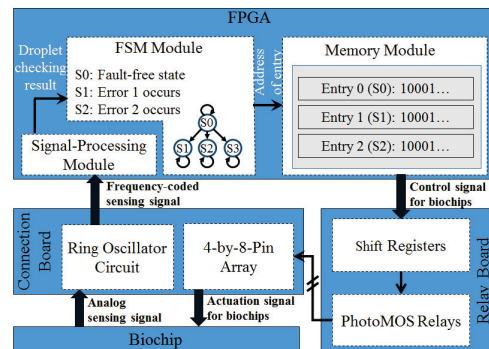 FPGA
Droplet
checking
result
FSM Module
S0: Fault-free state
S1: Error 1 occurs
S2: Error 2 occurs
S0
S1 S2 S3
Signal-Processing
Module
Address
of entry
Memory Module
Entry 0 (S0): 10001…
Entry 1 (S1): 10001…
Entry 2 (S2): 10001…
Frequency-coded
sensing signal
Control signal
for biochips
Connection
Board
Ring Oscillator
Circuit
4-by-8-Pin
Array
Shift Registers
PhotoMOS Relays
Relay Board
Analog
sensing signal
Actuation signal
for biochips
Biochip